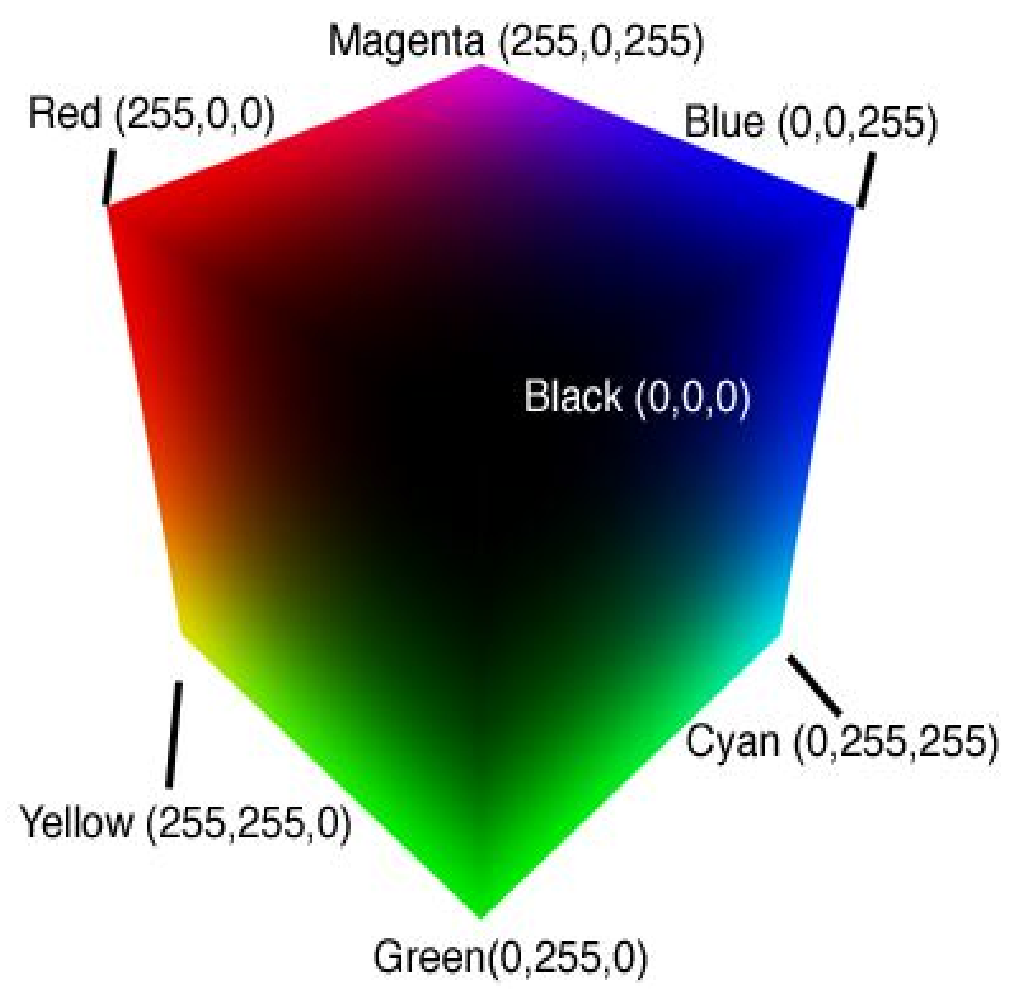 Magenta (255,0,255)
Red (255,0,0)
Blue (0,0,255)
Black (0,0,0)
Cyan (0,255,255)
Yellow (255,255,0)
Green(0,255,0)